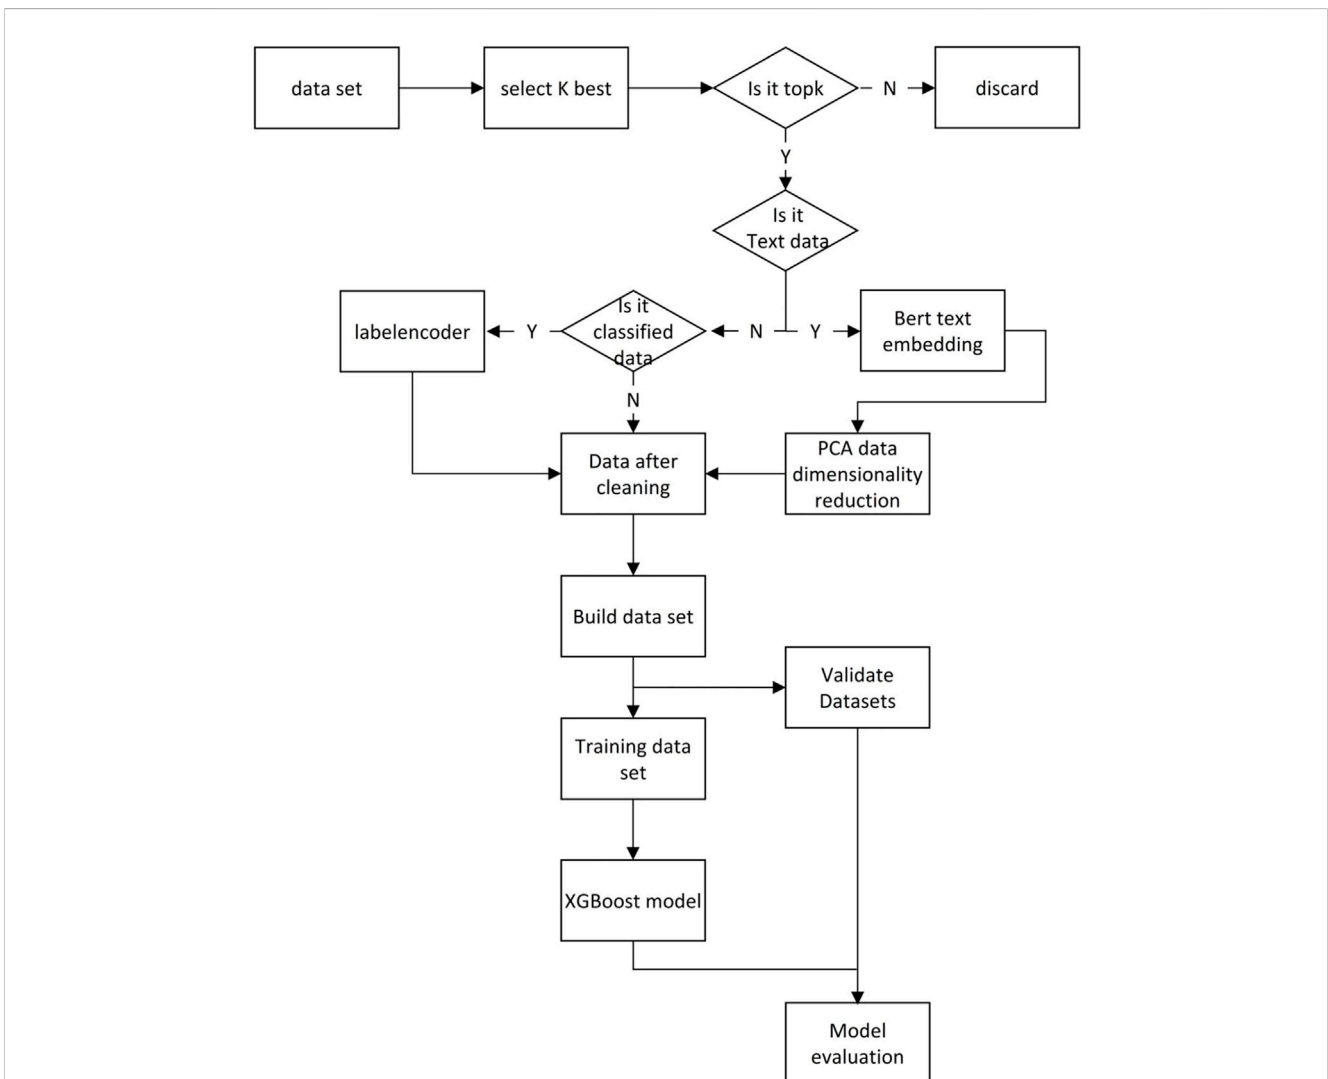 data set
select K best
Is it topk
N
discard
Y
Is it
Text data
labelencoder
Y
Is it
classified
data
N
Y
Bert text
embedding
N
Data after
cleaning
PCA data
dimensionality
reduction
Build data set
Validate
Datasets
Training data
set
XGBoost model
Model
evaluation